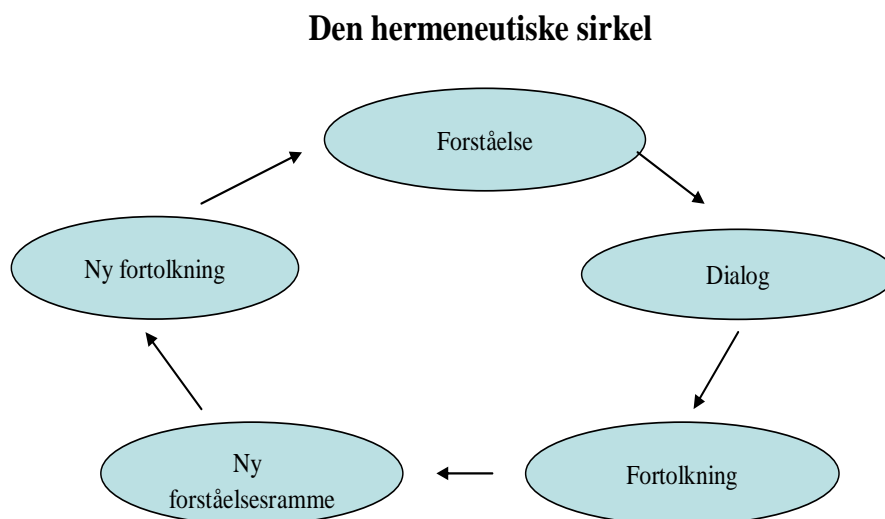 Den hermeneutiske sirkel
Forståelse
Dialog
Fortolkning
Ny
forståelsesramme
Ny fortolkning